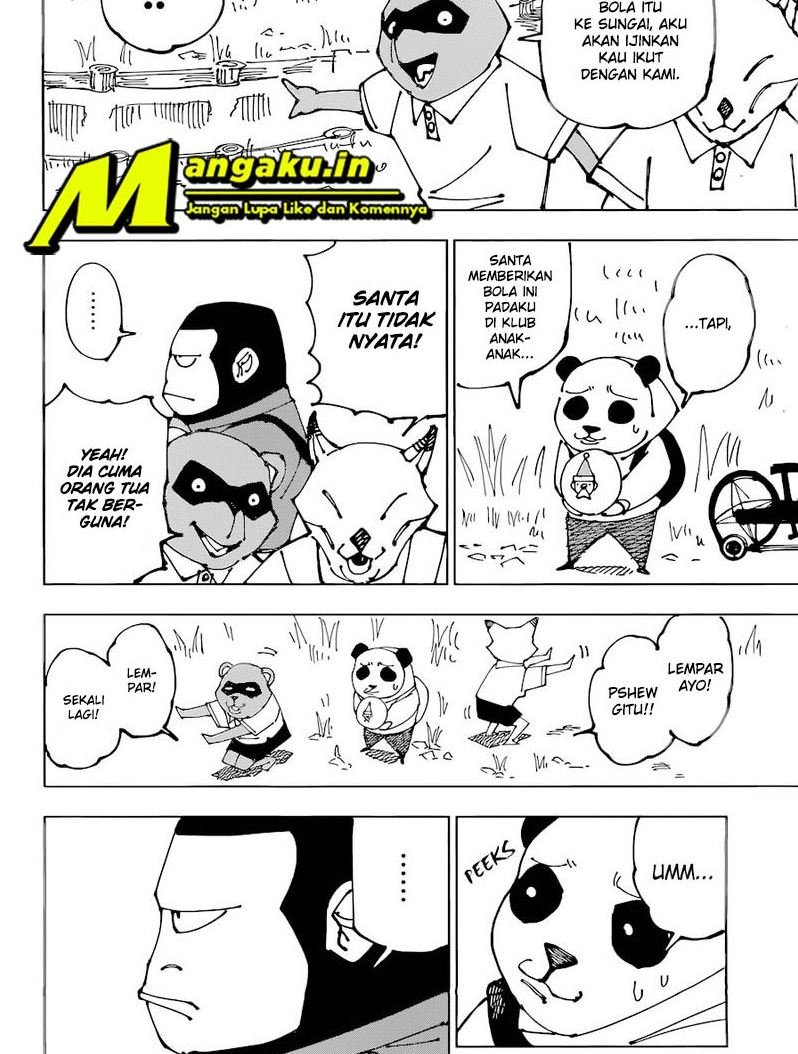 BOLA ITU
KE SUNGAI, AKU
AKAN IJINKAN
KAU IKUT
DENGAN KAMI.
Mangaku.in
Jangan Lupa Like dan Komennya
...TAPI,
SANTA
MEMBERIKAN
BOLA INI
PADAKU
DI KLUB
ANAK-
ANAK...
SANTA
ITU TIDAK
NYATA!
......
YEAH!
DIA CUMA
ORANG TUA
TAK BER-
GUNA!
LEMPAR
AYO!
PSHEW
GITU!!
LEM-
PAR!
SEKALI
LAGI!
UMM...
PEEKS
......